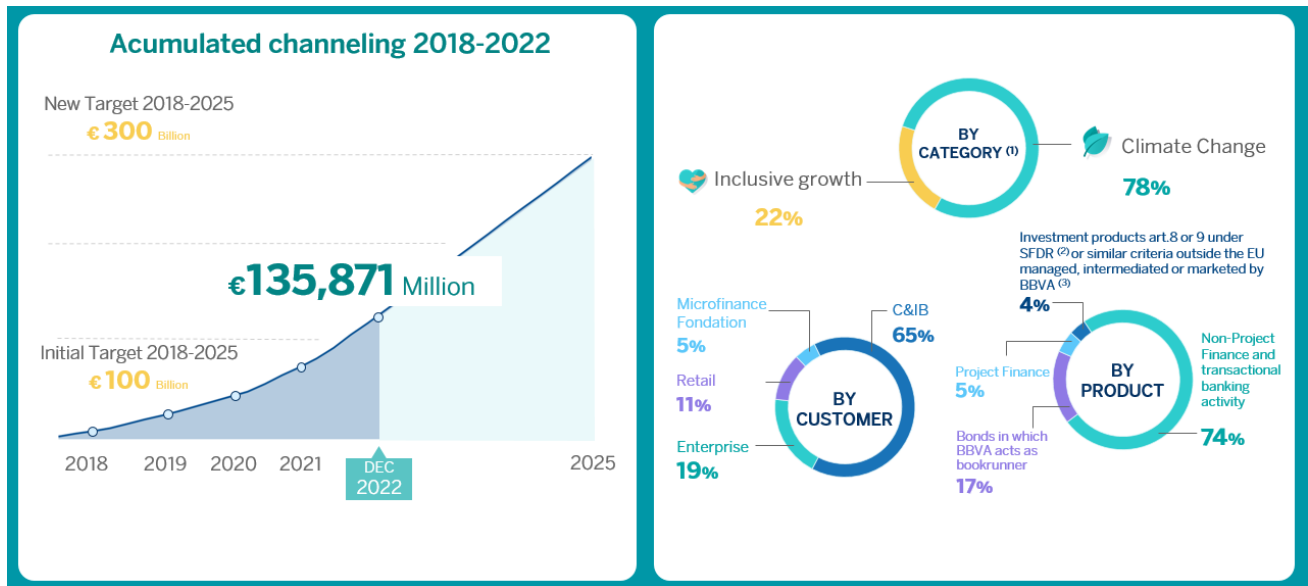 Acumulated channeling 2018-2022
New Target 2018-2025
€ 300 Billion
€135,871 Million
Initial Target 2018-2025
€ 100 Billion
2018
2019
2020
2021
DEC
2022
2025
BY
CATEGORY (1)
Climate Change
78%
Inclusive growth
22%
BY
CUSTOMER
Microfinance
Fondation
5%
C&IB
65%
Retail
11%
Enterprise
19%
Investment products art.8 or 9 under
SFDR (2) or similar criteria outside the EU
managed, intermediated or marketed by
BBVA (3)
4%
BY
PRODUCT
Project Finance
5%
Non-Project
Finance and
transactional
banking
activity
74%
Bonds in which
BBVA acts as
bookrunner
17%